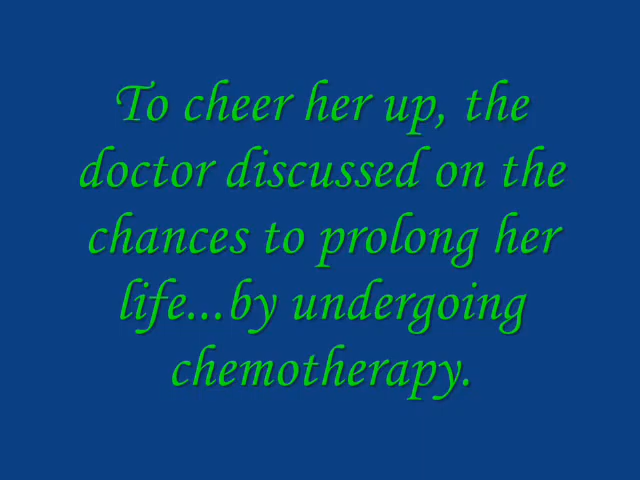 To cheer her up, the
doctor discussed on the
chances to prolong her
life...by undergoing
chemotherapy.